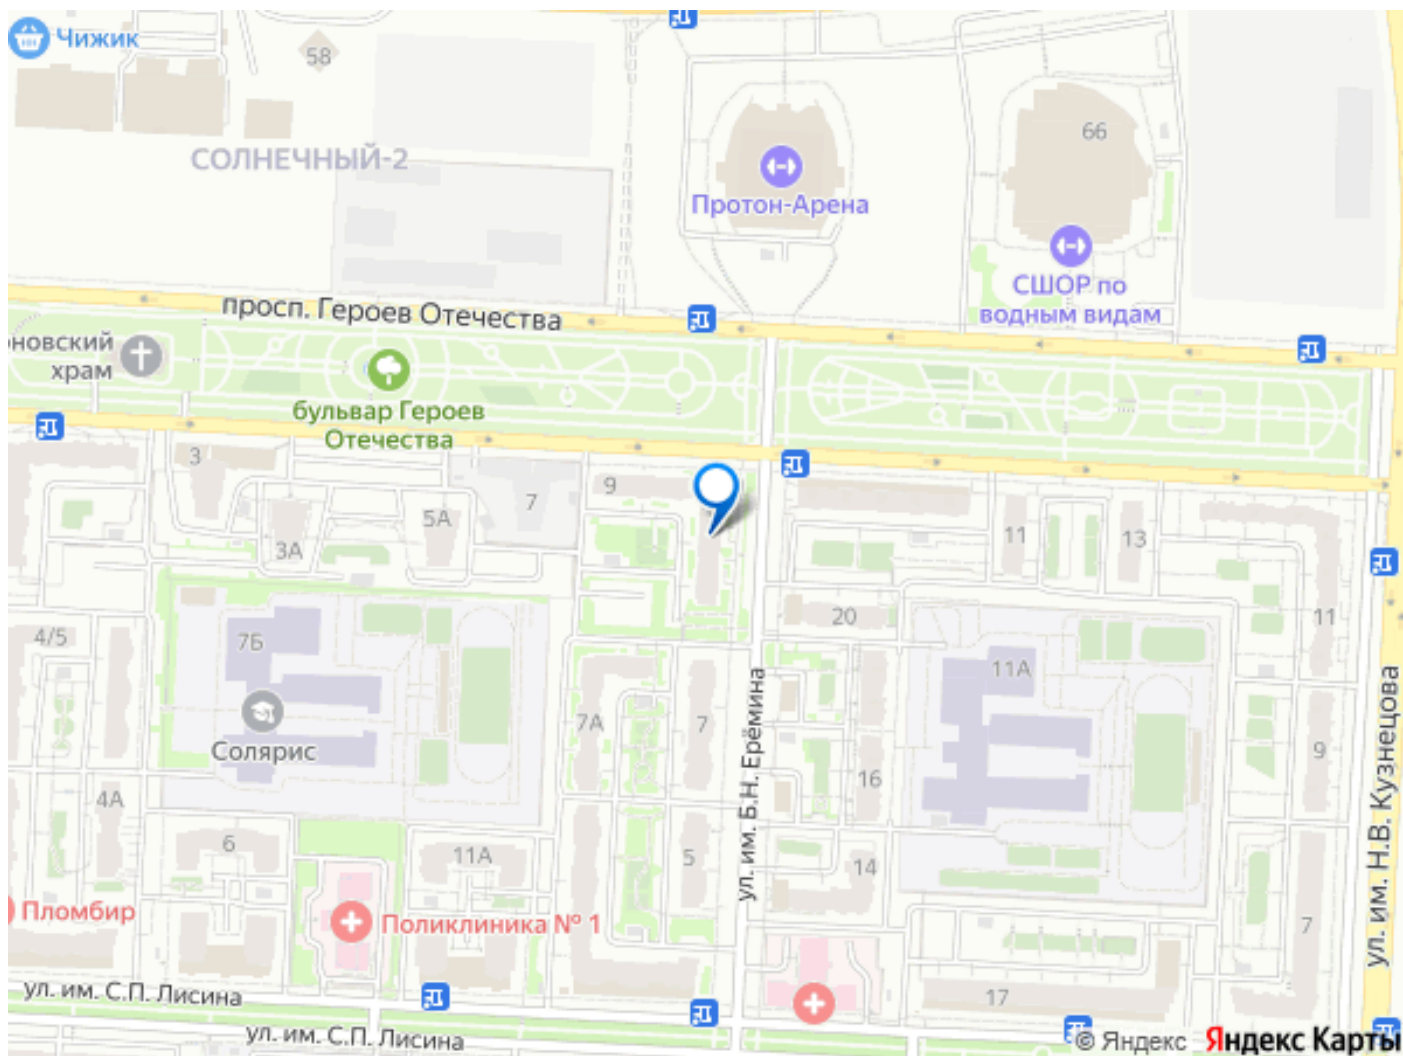 Чижик
58
66
СОЛНЕЧНЫЙ-2
Протон-Арена
СШОР по
водным видам
просп. Героев Отечества
оновский
храм
бульвар Героев
Отечества
3
9
7
5А
3А
11
13
20
11
4/5
7Б
11А
Солярис
7А
7
ул. им. Б.Н. Ерёмина
16
9
ул. им. Н.В. Кузнецова
4А
6
11А
5
14
Пломбир
Поликлиника № 1
7
ул. им. С.П. Лисина
17
ул. им. С.П. Лисина
© Яндекс Яндекс Карты